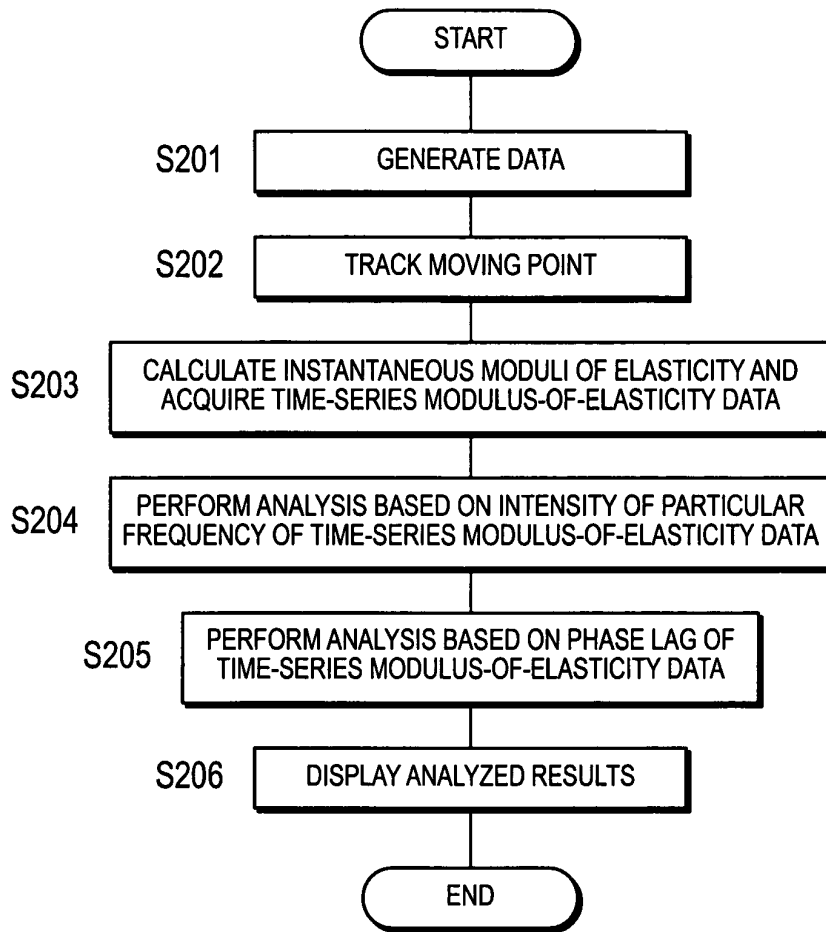 START
S201
GENERATE DATA
S202
TRACK MOVING POINT
S203
CALCULATE INSTANTANEOUS MODULI OF ELASTICITY AND
ACQUIRE TIME-SERIES MODULUS-OF-ELASTICITY DATA
S204
PERFORM ANALYSIS BASED ON INTENSITY OF PARTICULAR
FREQUENCY OF TIME-SERIES MODULUS-OF-ELASTICITY DATA
S205
PERFORM ANALYSIS BASED ON PHASE LAG OF
TIME-SERIES MODULUS-OF-ELASTICITY DATA
S206
DISPLAY ANALYZED RESULTS
END